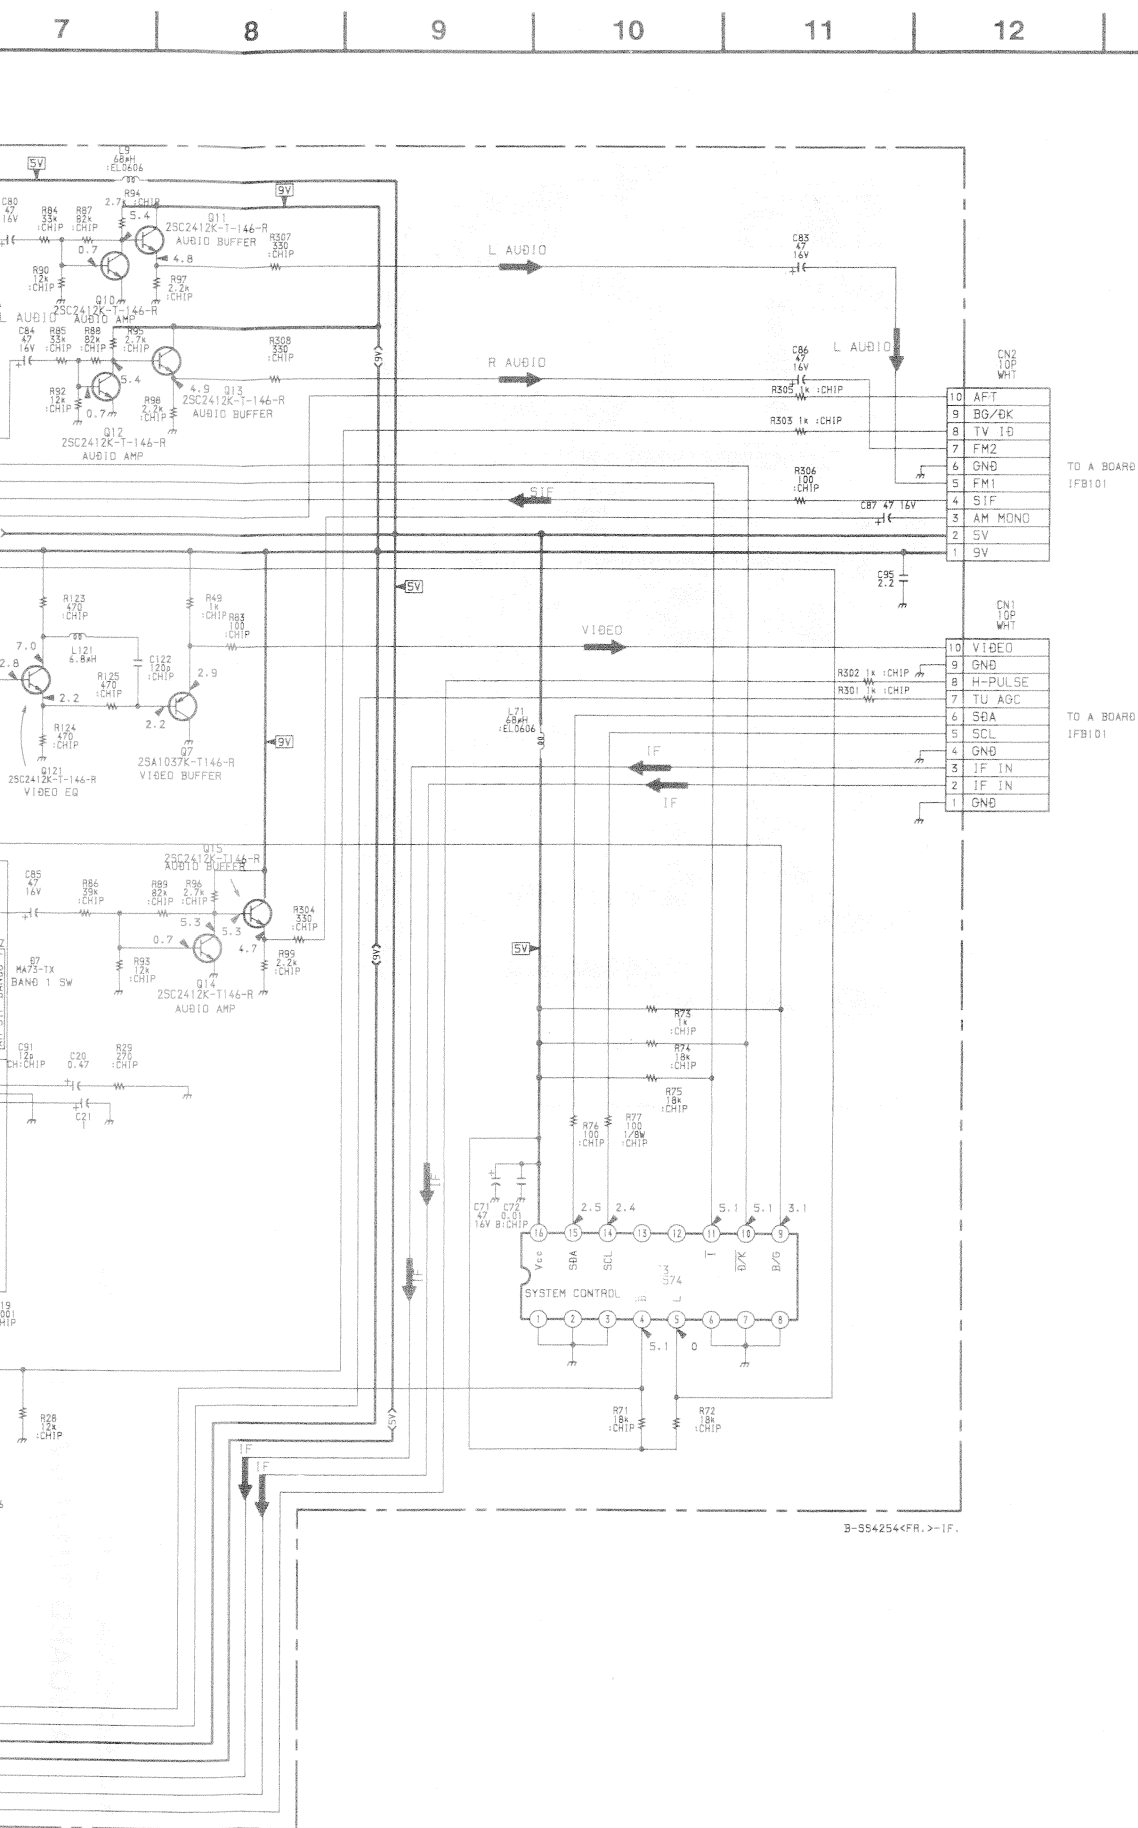 7 8 9 10 11 12
L9
68μH
:EL0606
5V
C80
47
16V
R84
33k
:CHIP
R87
82k
:CHIP
R94
2.7k :CHIP
5.4
9V
Q11
2SC2412K-T-146-R
AUDIO BUFFER
R307
330
:CHIP
0.7
4.8
R90
12k
:CHIP
R97
2.2k
:CHIP
Q10
2SC2412K-T-146-R
AUDIO AMP
L AUDIO
C83
47
16V
L AUDIO
C84
47
16V
R85
33k
:CHIP
R88
82k
:CHIP
R95
2.7k
:CHIP
R308
330
:CHIP
(9V)
R AUDIO
C86
47
16V
L AUDIO
5.4
4.9
Q13
2SC2412K-T-146-R
AUDIO BUFFER
R92
12k
:CHIP
0.7
R98
2.2k
:CHIP
Q12
2SC2412K-T-146-R
AUDIO AMP
R305 1k :CHIP
R303 1k :CHIP
R306
100
:CHIP
SIF
C87 47 16V
C95
2.2
CN2
10P
WHT
10 AFT
9 BG/DK
8 TV ID
7 FM2
6 GND
5 FM1
4 SIF
3 AM MONO
2 5V
1 9V
TO A BOARD
IFB101
5V
R123
470
:CHIP
R49
1k
:CHIP
R83
100
:CHIP
VIDEO
7.0
L121
6.8μH
C122
120p
:CHIP
2.8
2.9
R125
470
:CHIP
2.2
2.2
R124
470
:CHIP
Q121
2SC2412K-T-146-R
VIDEO EQ
Q7
2SA1037K-T146-R
VIDEO BUFFER
9V
L71
68μH
:EL0606
IF
IF
R302 1k :CHIP
R301 1k :CHIP
CN1
10P
WHT
10 VIDEO
9 GND
8 H-PULSE
7 TU AGC
6 SDA
5 SCL
4 GND
3 IF IN
2 IF IN
1 GND
TO A BOARD
IFB101
Q15
2SC2412K-T146-R
AUDIO BUFFER
C85
47
16V
R86
39k
:CHIP
R89
82k
:CHIP
R96
2.7k
:CHIP
R304
330
:CHIP
5.3
5.3
0.7
4.7
R93
12k
:CHIP
R99
2.2k
:CHIP
Q14
2SC2412K-T146-R
AUDIO AMP
D7
MA73-TX
BAND 1 SW
(9V)
5V
C91
12p
CH:CHIP
C20
0.47
R29
270
:CHIP
C21
1
R73
1k
:CHIP
R74
18k
:CHIP
R75
18k
:CHIP
R76
100
:CHIP
R77
100
1/8W
:CHIP
C71
47
16V
C72
0.01
B:CHIP
2.5
2.4
5.1
5.1
3.1
16 15 14 13 12 11 10 9
Vcc
SDA
SCL
D/K
B/G
SYSTEM CONTROL
1 2 3 4 5 6 7 8
5.1
0
IF
IF
R28
12k
:CHIP
(5V)
R71
18k
:CHIP
R72
18k
:CHIP
IF
IF
B-SS4254<FR.>-IF.